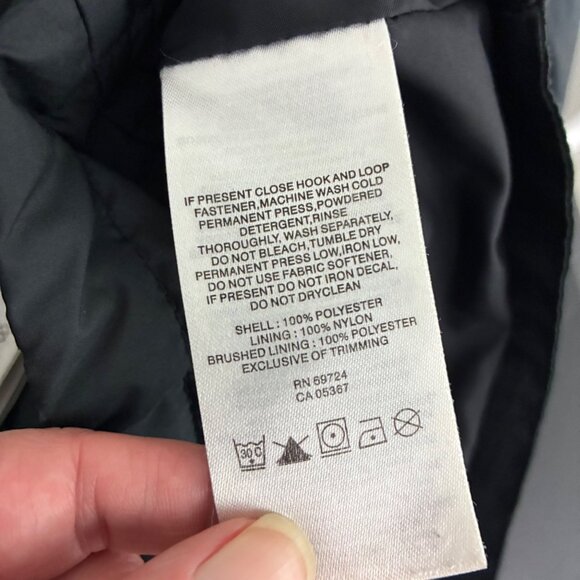 IF PRESENT CLOSE HOOK AND LOOP
FASTENER,MACHINE WASH COLD
PERMANENT PRESS,POWDERED
DETERGENT,RINSE
THOROUGHLY, WASH SEPARATELY,
DO NOT BLEACH,TUMBLE DRY
PERMANENT PRESS LOW,IRON LOW,
DO NOT USE FABRIC SOFTENER.
IF PRESENT DO NOT IRON DECAL,
DO NOT DRYCLEAN
SHELL : 100% POLYESTER
LINING : 100% NYLON
BRUSHED LINING : 100% POLYESTER
EXCLUSIVE OF TRIMMING
RN 69724
CA 05367
30 C